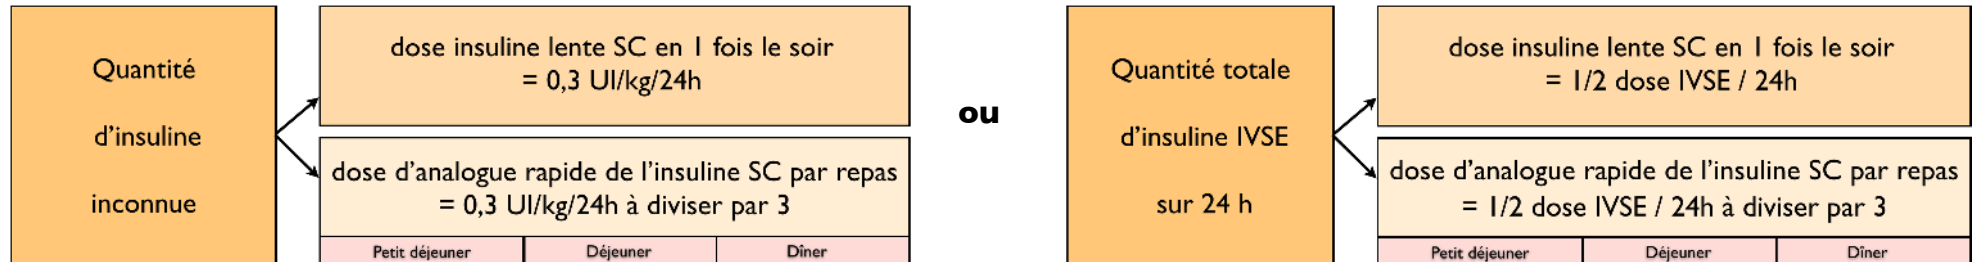 Quantité
d'insuline
inconnue
dose insuline lente SC en 1 fois le soir
= 0,3 UI/kg/24h
dose d'analogue rapide de l'insuline SC par repas
= 0,3 UI/kg/24h à diviser par 3
Petit déjeuner Déjeuner Dîner
ou
Quantité totale
d'insuline IVSE
sur 24 h
dose insuline lente SC en 1 fois le soir
= 1/2 dose IVSE / 24h
dose d'analogue rapide de l'insuline SC par repas
= 1/2 dose IVSE / 24h à diviser par 3
Petit déjeuner Déjeuner Dîner